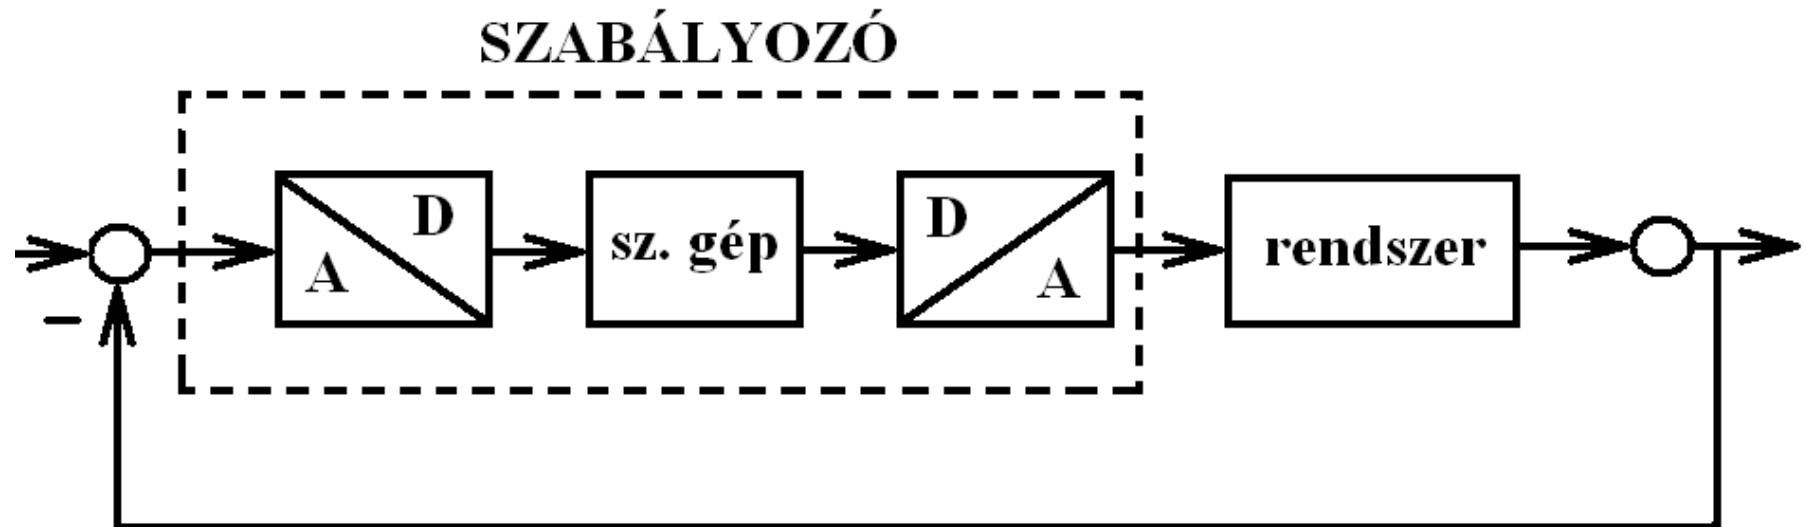 SZABÁLYOZÓ
A D
sz. gép
D A
rendszer
–